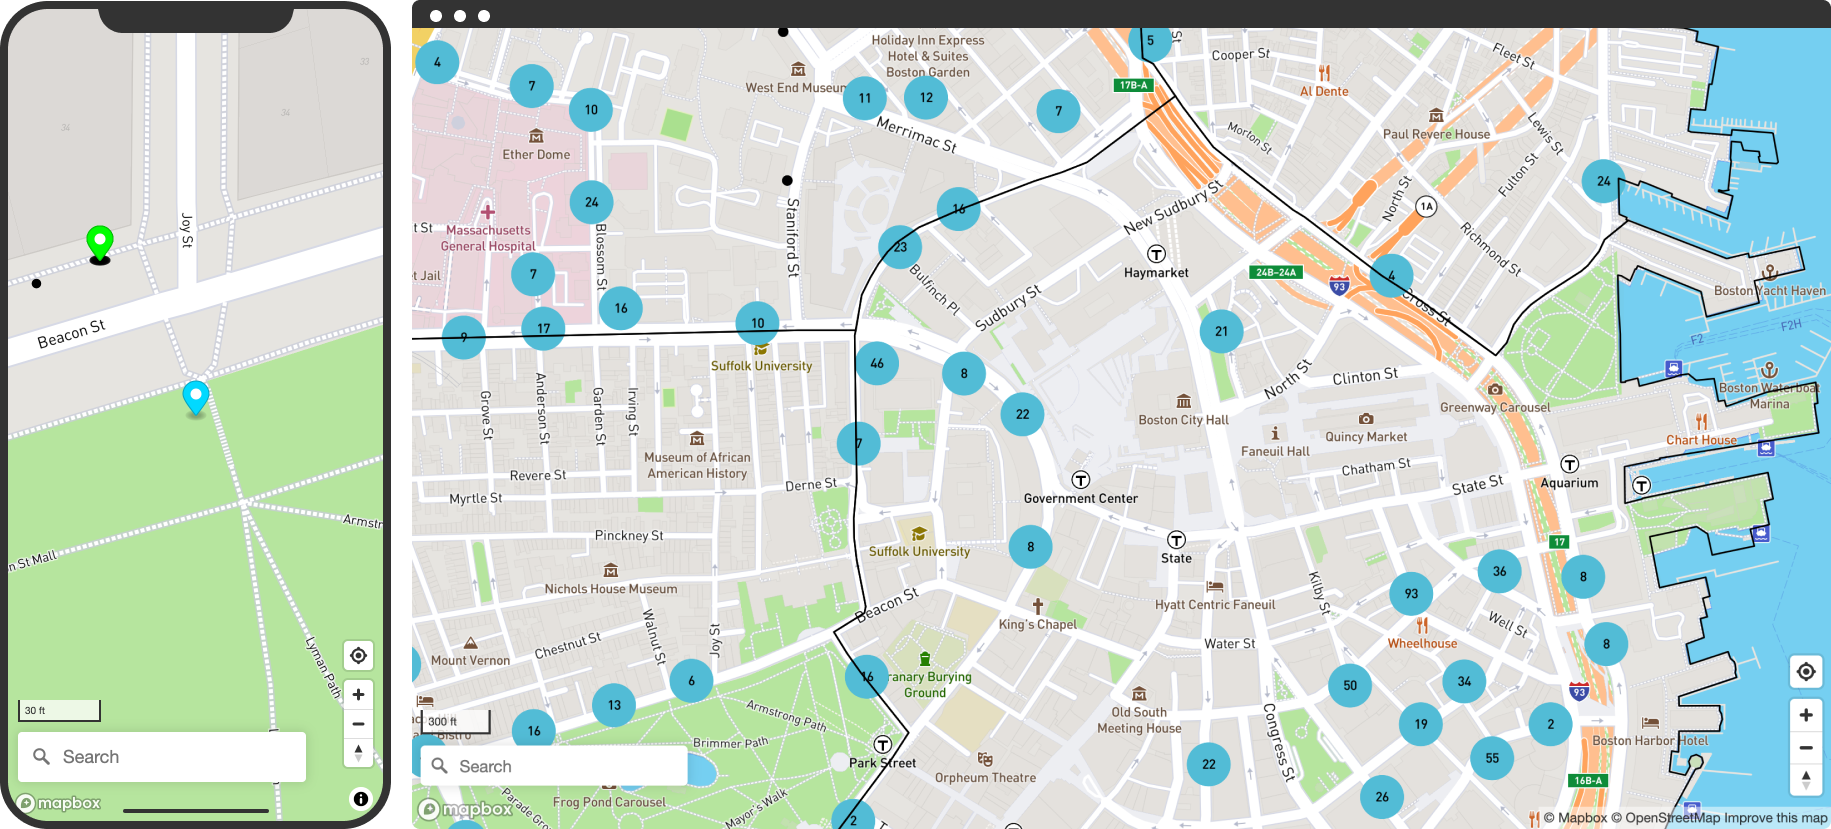 33
34
34
Joy St
Beacon St
Armstr
n St Mall
Lyman Path
30 ft
Search
mapbox
4
7
10
Ether Dome
24
Massachusetts
General Hospital
t St
et Jail
Blossom St
7
16
9
17
10
Suffolk University
Holiday Inn Express
Hotel & Suites
Boston Garden
West End Museum
11
12
7
Merrimac St
Staniford St
16
23
Bulfinch Pl
Sudbury St
New Sudbury St
Haymarket
5
St
17B-A
Cooper St
Al Dente
Fleet St
Paul Revere House
Morton St
Lewis St
Fulton St
North St
1A
Richmond St
24
24B-24A
93
4
Cross St
Boston Yacht Haven
F2
F2H
Boston Waterboat
Marina
Chart House
21
North St
Clinton St
Greenway Carousel
Boston City Hall
Faneuil Hall
Quincy Market
Chatham St
State St
Aquarium
46
8
22
7
Grove St
Anderson St
Garden St
Irving St
Museum of African
American History
Revere St
Myrtle St
Derne St
Pinckney St
Government Center
State
Suffolk University
8
17
Nichols House Museum
Beacon St
King's Chapel
Hyatt Centric Faneuil
Kilby St
93
36
8
Wheelhouse
Well St
8
Mount Vernon
Chestnut St
Walnut St
Joy St
6
13
16
16
ranary Burying
Ground
Water St
50
34
93
19
2
55
Old South
Meeting House
Congress St
Boston Harbor Hotel
16B-A
300 ft
Bistro
Search
mapbox
Armstrong Path
Brimmer Path
Park Street
Orpheum Theatre
22
26
Frog Pond Carousel
Parade Gro
Mayor's Walk
2
© Mapbox © OpenStreetMap Improve this map